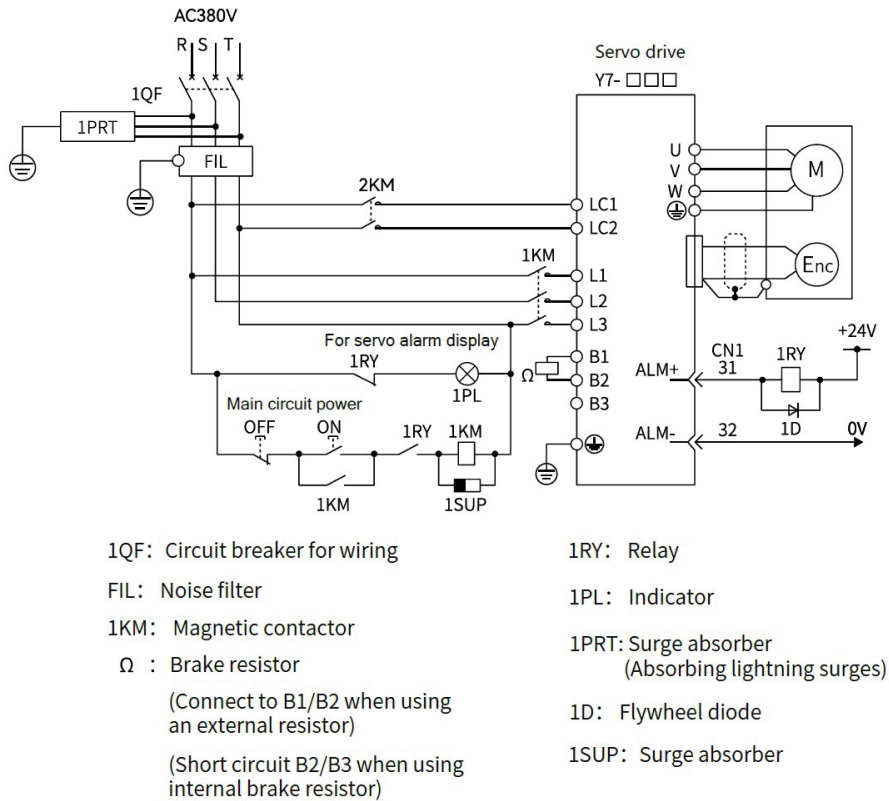 AC380V
R S T
1QF
1PRT
FIL
Servo drive
Y7- □□□
2KM
LC1
LC2
1KM
L1
L2
L3
U
V
W
M
Enc
For servo alarm display
1RY
1PL
Ω
B1
B2
B3
Main circuit power
OFF ON 1RY 1KM
1KM 1SUP
+24V
ALM+ CN1 31 1RY
1D
ALM- 32 0V
1QF: Circuit breaker for wiring
FIL: Noise filter
1KM: Magnetic contactor
Ω : Brake resistor
(Connect to B1/B2 when using
an external resistor)
(Short circuit B2/B3 when using
internal brake resistor)
1RY: Relay
1PL: Indicator
1PRT: Surge absorber
(Absorbing lightning surges)
1D: Flywheel diode
1SUP: Surge absorber